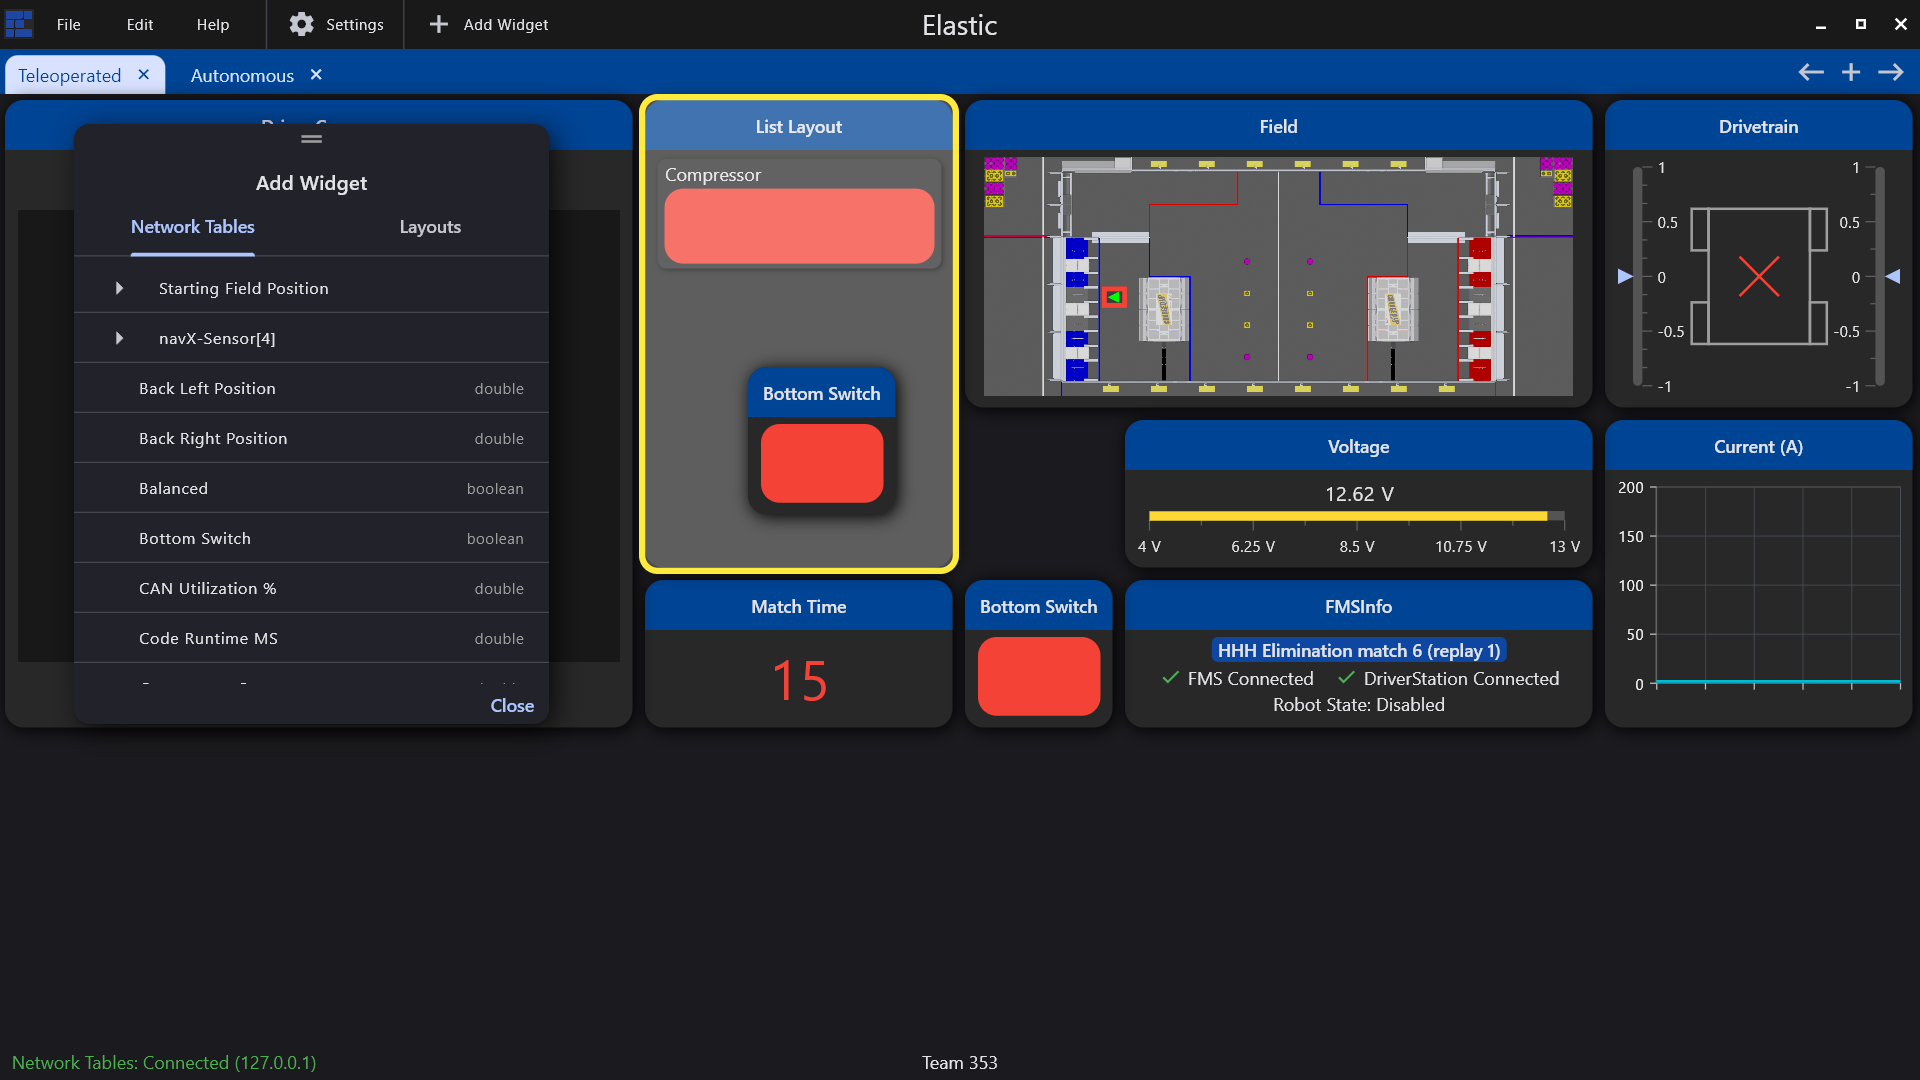 File Edit Help Settings Add Widget Elastic
Teleoperated Autonomous
Add Widget
Network Tables Layouts
Starting Field Position
navX-Sensor[4]
Back Left Position double
Back Right Position double
Balanced boolean
Bottom Switch boolean
CAN Utilization % double
Code Runtime MS double
Close
List Layout
Compressor
Bottom Switch
Match Time
15
Bottom Switch
Field
Voltage
12.62 V
4 V 6.25 V 8.5 V 10.75 V 13 V
FMSInfo
HHH Elimination match 6 (replay 1)
FMS Connected DriverStation Connected
Robot State: Disabled
Drivetrain
1 1
0.5 0.5
0 0
-0.5 -0.5
-1 -1
Current (A)
200
150
100
50
0
Network Tables: Connected (127.0.0.1) Team 353